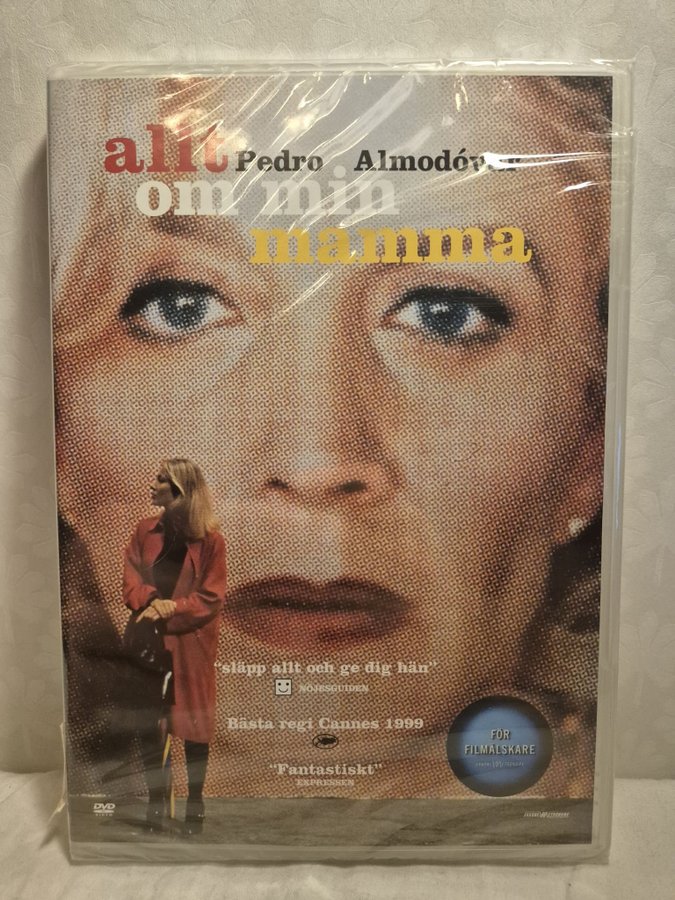 allt
Pedro Almodóvar
om min
mamma
“släpp allt och ge dig hän”
NÖJESGUIDEN
Bästa regi Cannes 1999
“Fantastiskt”
EXPRESSEN
FÖR
FILMÄLSKARE
DVD
VIDEO